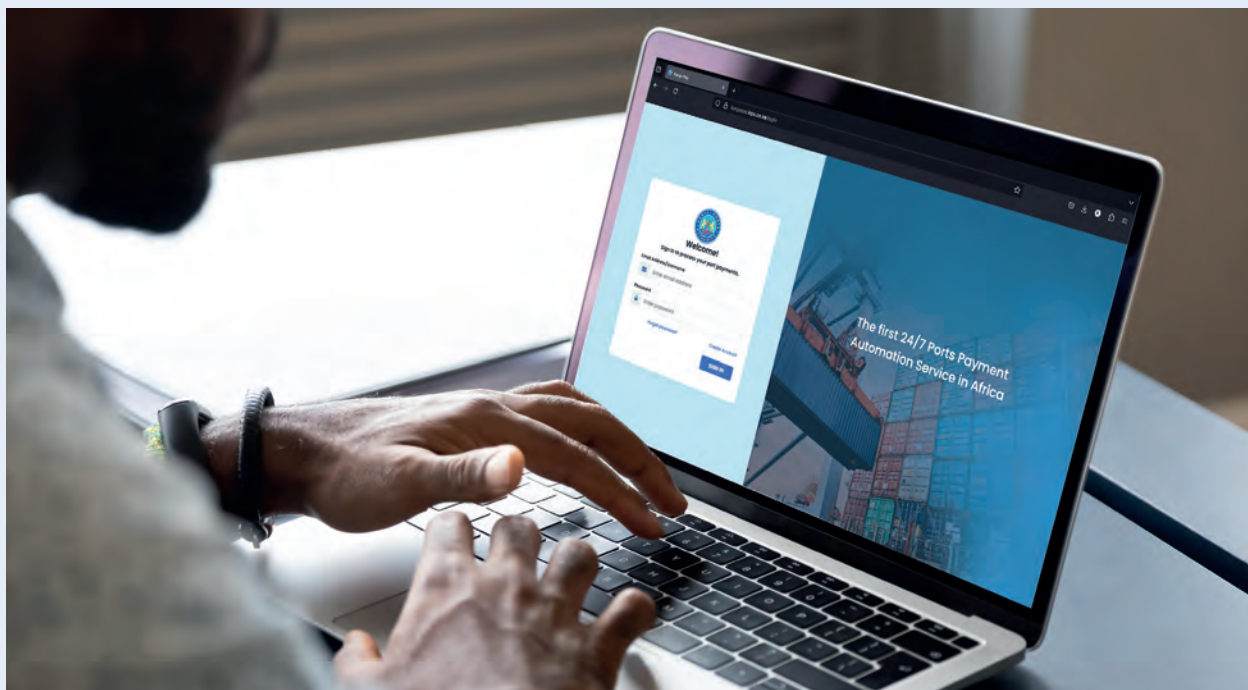 Welcome!
Sign in to process your port payments.
Email address/Username
Enter email address
Password
Enter password
Forgot password?
Create Account
SIGN IN
The first 24/7 Ports Payment
Automation Service in Africa